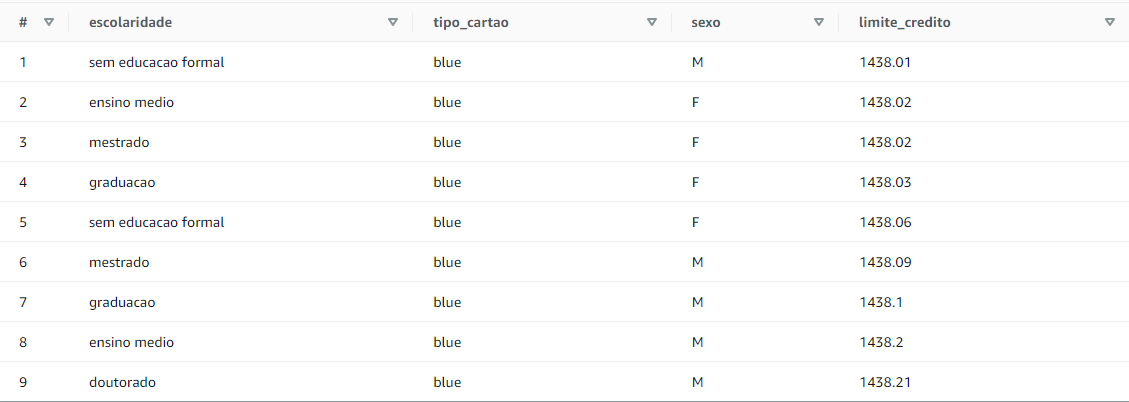 # escolaridade tipo_cartao sexo limite_credito
1 sem educacao formal blue M 1438.01
2 ensino medio blue F 1438.02
3 mestrado blue F 1438.02
4 graduacao blue F 1438.03
5 sem educacao formal blue F 1438.06
6 mestrado blue M 1438.09
7 graduacao blue M 1438.1
8 ensino medio blue M 1438.2
9 doutorado blue M 1438.21